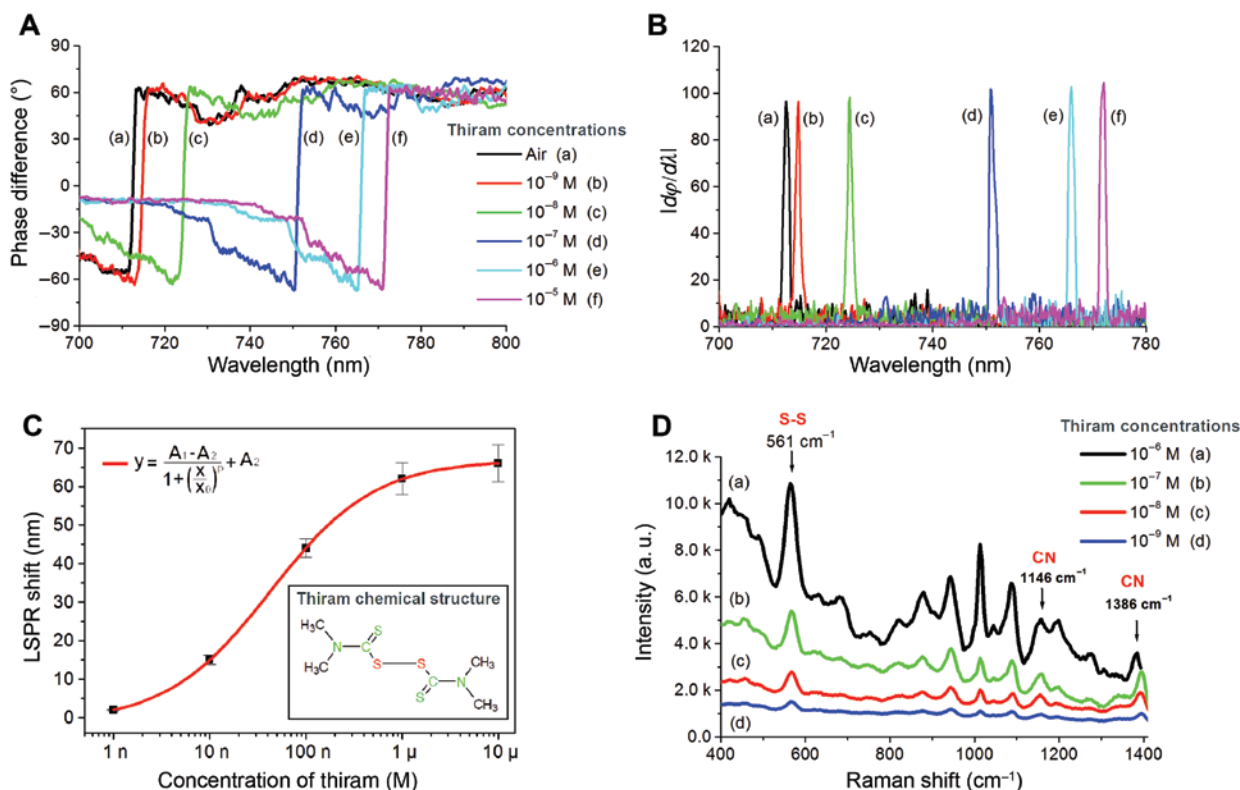 A
Phase difference (°)
90
60
30
0
–30
–60
–90
(a)
(b)
(c)
(d)
(e)
(f)
Thiram concentrations
Air (a)
10⁻⁹ M (b)
10⁻⁸ M (c)
10⁻⁷ M (d)
10⁻⁶ M (e)
10⁻⁵ M (f)
700 720 740 760 780 800
Wavelength (nm)
B
|dφ/dλ|
120
100
80
60
40
20
0
(a)
(b)
(c)
(d)
(e)
(f)
700 720 740 760 780
Wavelength (nm)
C
LSPR shift (nm)
70
60
50
40
30
20
10
0
y = (A₁-A₂)/(1+(x/x₀)ᵖ) + A₂
Thiram chemical structure
H₃C
CH₃
N
C
S
S
S
C
S
N
CH₃
H₃C
CH₃
1 n 10 n 100 n 1 µ 10 µ
Concentration of thiram (M)
D
Thiram concentrations
10⁻⁶ M (a)
10⁻⁷ M (b)
10⁻⁸ M (c)
10⁻⁹ M (d)
S-S
561 cm⁻¹
CN
1146 cm⁻¹
CN
1386 cm⁻¹
Intensity (a. u.)
12.0 k
10.0 k
8.0 k
6.0 k
4.0 k
2.0 k
0.0
(a)
(b)
(c)
(d)
400 600 800 1000 1200 1400
Raman shift (cm⁻¹)